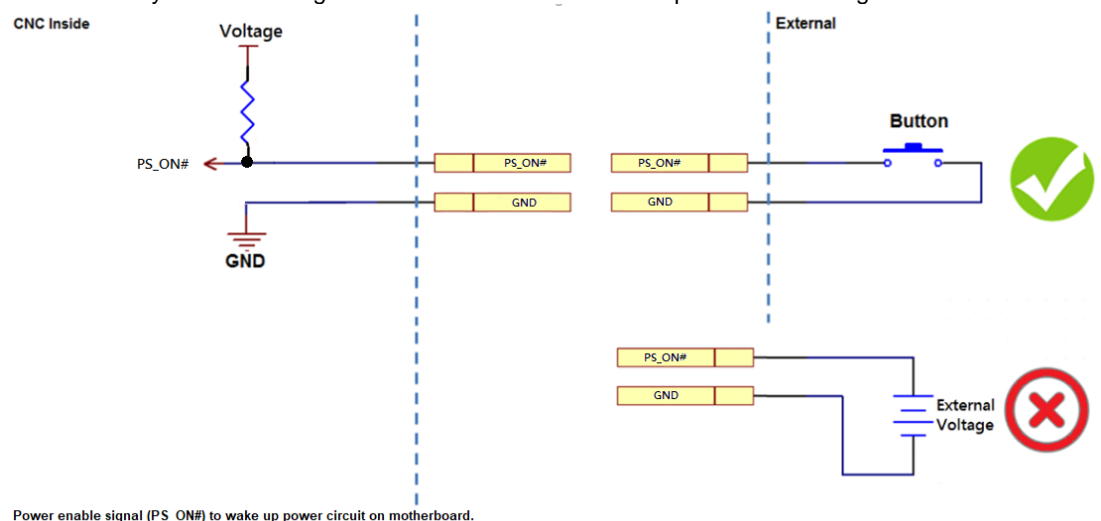 CNC Inside
External
Voltage
Button
PS_ON#
PS_ON#
PS_ON#
GND
GND
GND
PS_ON#
GND
External
Voltage
Power enable signal (PS_ON#) to wake up power circuit on motherboard.